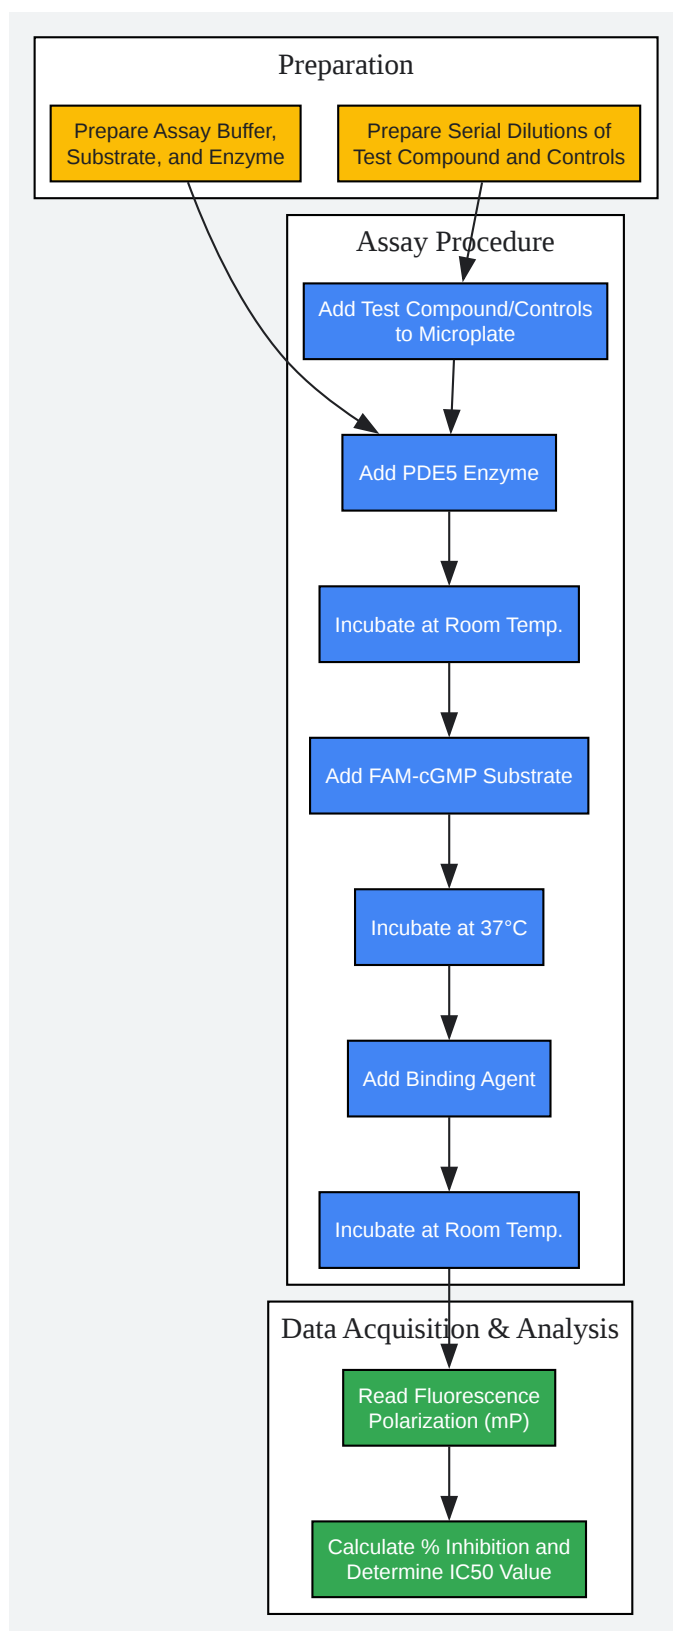 Preparation
Prepare Assay Buffer,
Substrate, and Enzyme
Prepare Serial Dilutions of
Test Compound and Controls
Assay Procedure
Add Test Compound/Controls
to Microplate
Add PDE5 Enzyme
Incubate at Room Temp.
Add FAM-cGMP Substrate
Incubate at 37°C
Add Binding Agent
Incubate at Room Temp.
Data Acquisition & Analysis
Read Fluorescence
Polarization (mP)
Calculate % Inhibition and
Determine IC50 Value